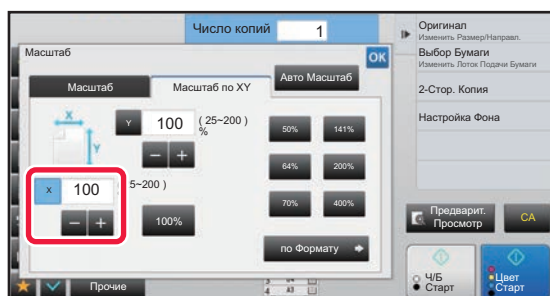 Число копий
1
Масштаб
OK
Масштаб
Масштаб по XY
Авто Масштаб
X
Y
Y
100
(25~200)
%
50%
141%
64%
200%
70%
400%
X
100
5~200 )
100%
по Формату
Прочие
A3
Оригинал
Изменить Размер/Направл.
Выбор Бумаги
Изменить Лоток Подачи Бумаги
2-Стор. Копия
Настройка Фона
Предварит.
Просмотр
CA
Ч/Б
Старт
Цвет
Старт